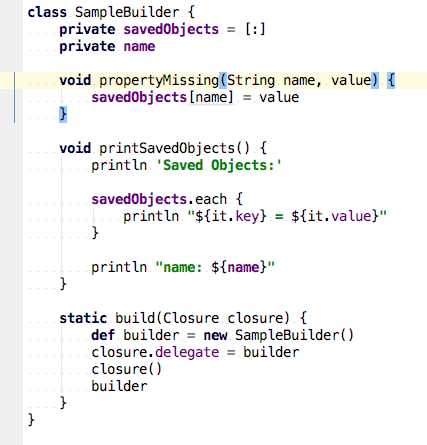 class SampleBuilder {
    private savedObjects = [:]
    private name

    void propertyMissing(String name, value) {
        savedObjects[name] = value
    }

    void printSavedObjects() {
        println 'Saved Objects:'

        savedObjects.each {
            println "${it.key} = ${it.value}"
        }

        println "name: ${name}"
    }

    static build(Closure closure) {
        def builder = new SampleBuilder()
        closure.delegate = builder
        closure()
        builder
    }
}